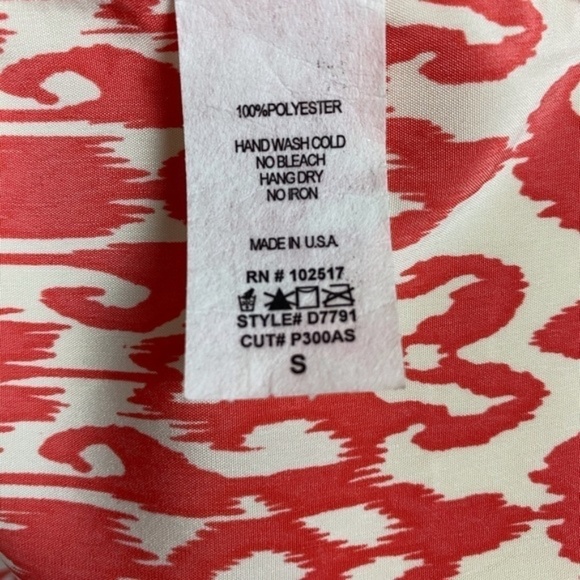 100%POLYESTER
HAND WASH COLD
NO BLEACH
HANG DRY
NO IRON
MADE IN U.S.A.
RN # 102517
STYLE# D7791
CUT# P300AS
S